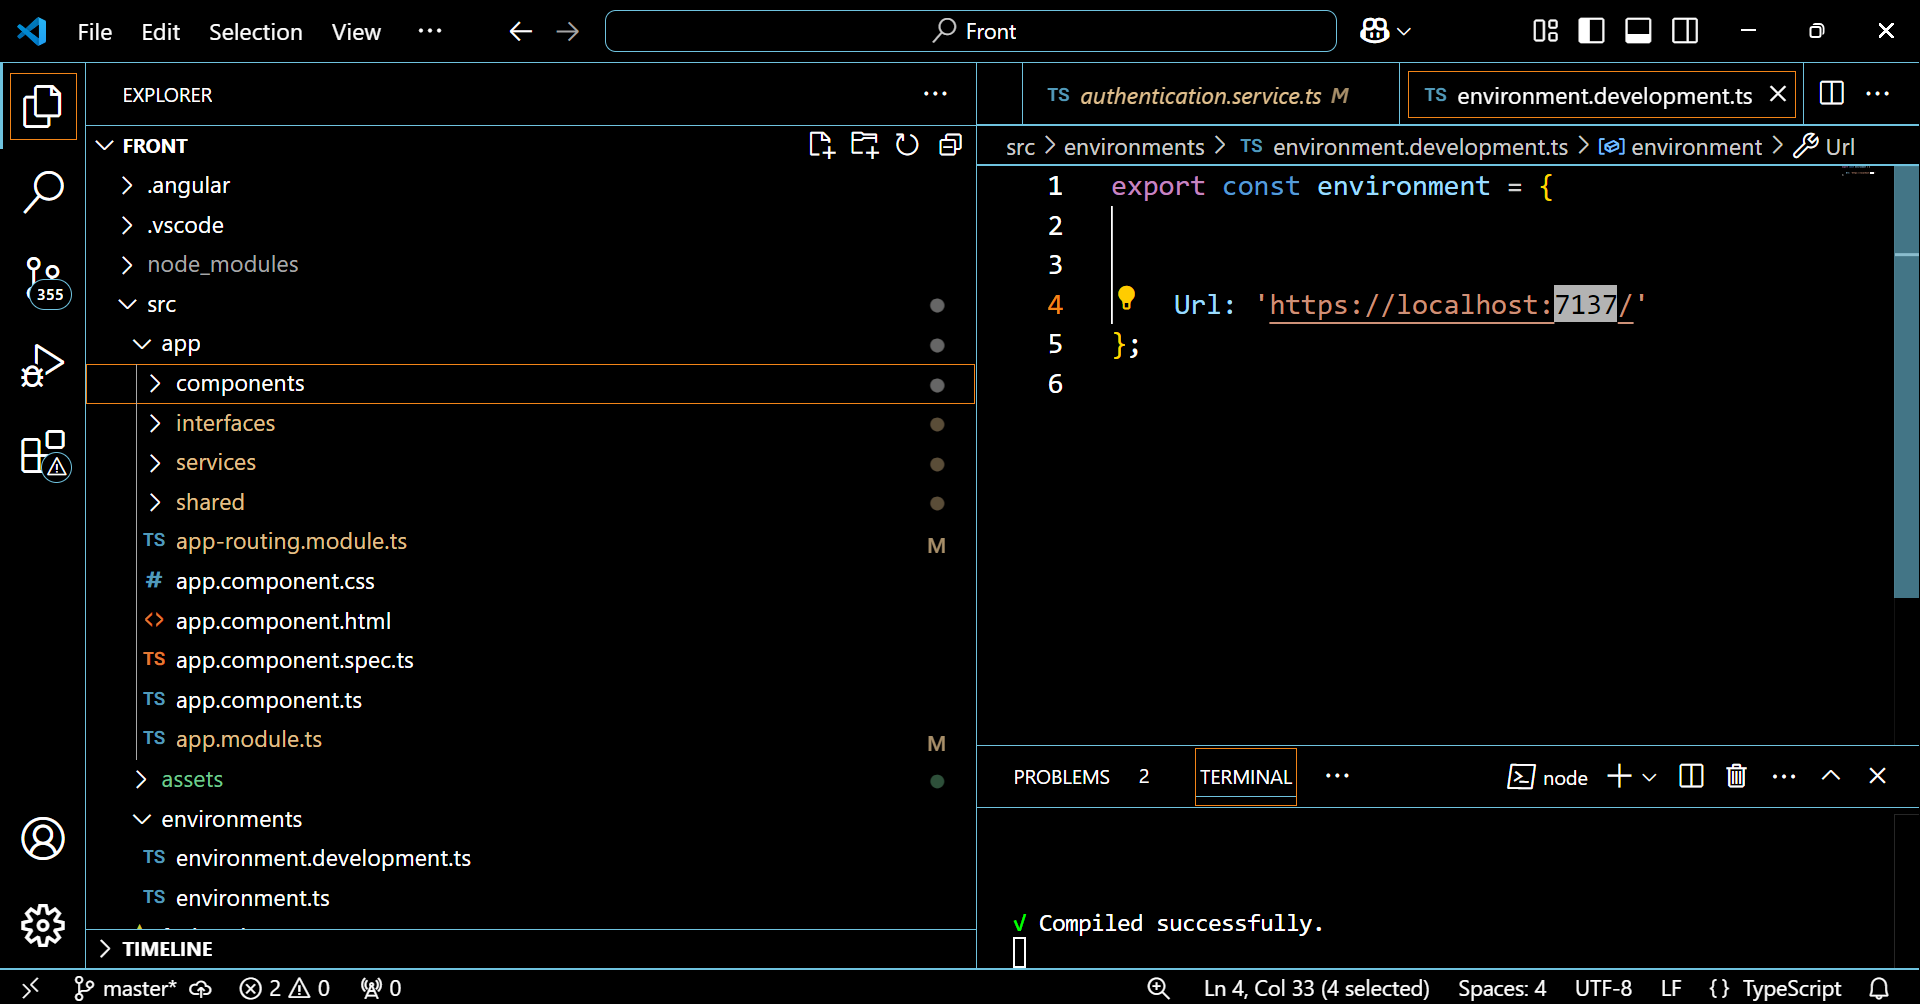 File Edit Selection View ··· Front
EXPLORER ···
FRONT
.angular
.vscode
node_modules
src
app
components
interfaces
services
shared
TS app-routing.module.ts M
# app.component.css
<> app.component.html
TS app.component.spec.ts
TS app.component.ts
TS app.module.ts M
assets
environments
TS environment.development.ts
TS environment.ts
TIMELINE
355
TS authentication.service.ts M
TS environment.development.ts
src > environments > TS environment.development.ts > environment > Url
1 export const environment = {
2
3
4 Url: 'https://localhost:7137/'
5 };
6
PROBLEMS 2 TERMINAL ··· node
√ Compiled successfully.
master* 2 0 0 Ln 4, Col 33 (4 selected) Spaces: 4 UTF-8 LF {} TypeScript